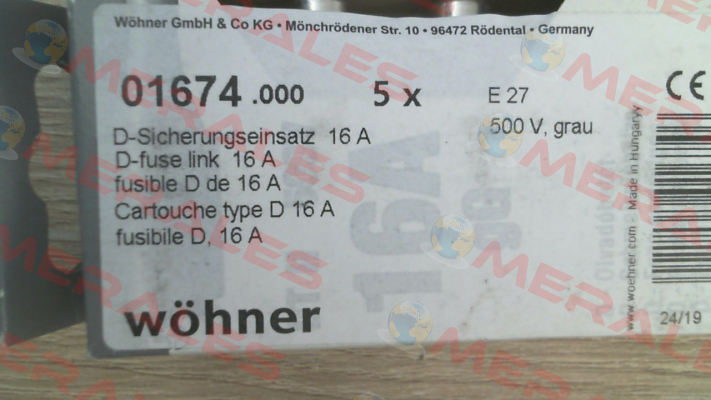 Wöhner GmbH & Co KG • Mönchrödener Str. 10 • 96472 Rödental • Germany
01674 .000 5 x E 27
500 V, grau
D-Sicherungseinsatz 16 A
D-fuse link 16 A
fusible D de 16 A
Cartouche type D 16 A
fusibile D, 16 A
wöhner
CE
www.woehner.com - Made in Hungary
24/19
16A
MERALES